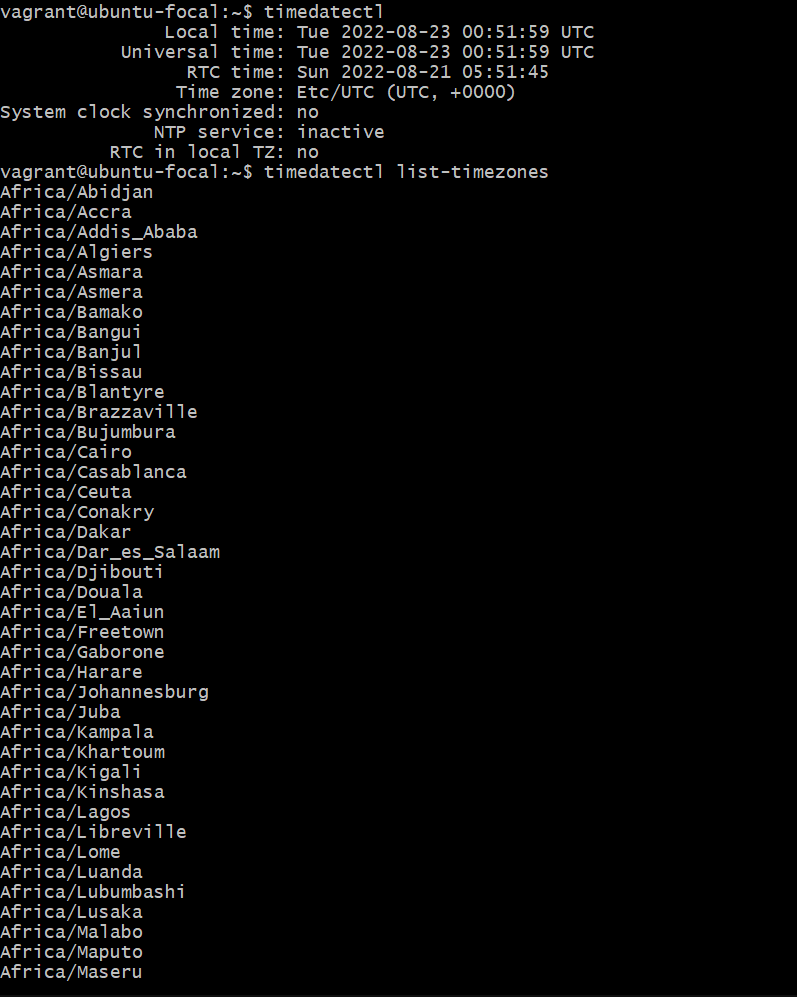 vagrant@ubuntu-focal:~$ timedatectl
Local time: Tue 2022-08-23 00:51:59 UTC
Universal time: Tue 2022-08-23 00:51:59 UTC
RTC time: Sun 2022-08-21 05:51:45
Time zone: Etc/UTC (UTC, +0000)
System clock synchronized: no
NTP service: inactive
RTC in local TZ: no
vagrant@ubuntu-focal:~$ timedatectl list-timezones
Africa/Abidjan
Africa/Accra
Africa/Addis_Ababa
Africa/Algiers
Africa/Asmara
Africa/Asmera
Africa/Bamako
Africa/Bangui
Africa/Banjul
Africa/Bissau
Africa/Blantyre
Africa/Brazzaville
Africa/Bujumbura
Africa/Cairo
Africa/Casablanca
Africa/Ceuta
Africa/Conakry
Africa/Dakar
Africa/Dar_es_Salaam
Africa/Djibouti
Africa/Douala
Africa/El_Aaiun
Africa/Freetown
Africa/Gaborone
Africa/Harare
Africa/Johannesburg
Africa/Juba
Africa/Kampala
Africa/Khartoum
Africa/Kigali
Africa/Kinshasa
Africa/Lagos
Africa/Libreville
Africa/Lome
Africa/Luanda
Africa/Lubumbashi
Africa/Lusaka
Africa/Malabo
Africa/Maputo
Africa/Maseru